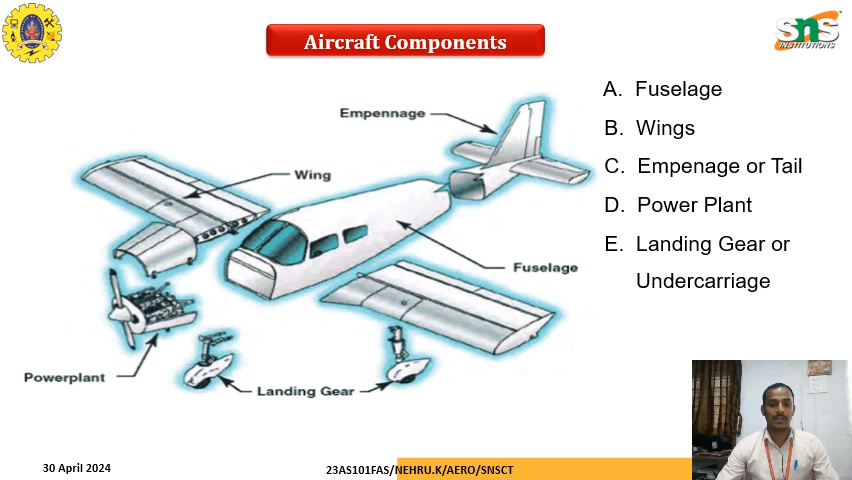 Aircraft Components
SNS
INSTITUTIONS
Empennage
Wing
Fuselage
Powerplant
Landing Gear
A. Fuselage
B. Wings
C. Empenage or Tail
D. Power Plant
E. Landing Gear or
Undercarriage
30 April 2024
23AS101FAS/NEHRU.K/AERO/SNSCT